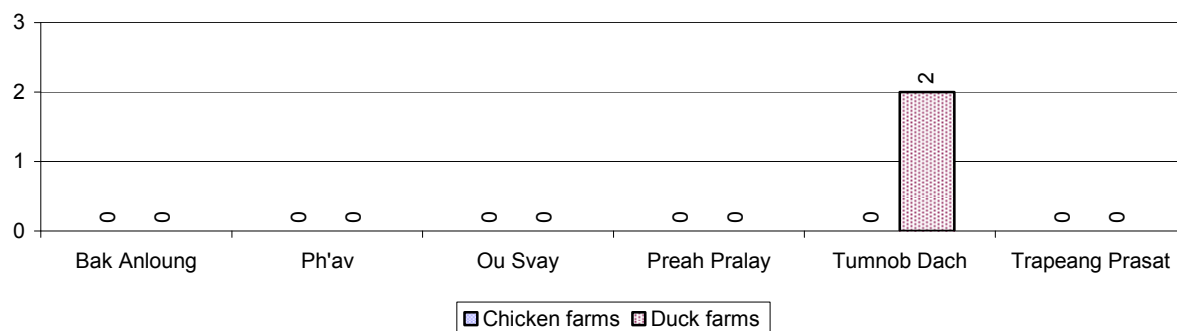 3
2
1
0
0 0 0 0 0 0 0 0 0 2 0 0
Bak Anloung Ph'av Ou Svay Preah Pralay Tumnob Dach Trapeang Prasat
Chicken farms Duck farms